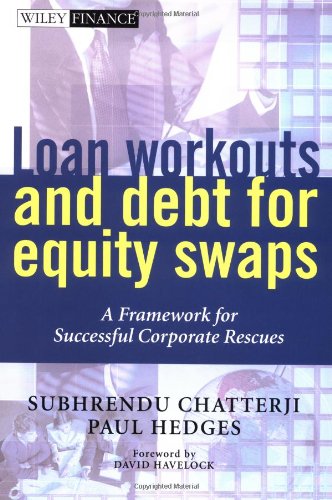 WILEY FINANCE
Loan workouts
and debt for
equity swaps
A Framework for
Successful Corporate Rescues
SUBHRENDU CHATTERJI
PAUL HEDGES
Foreword by
DAVID HAVELOCK